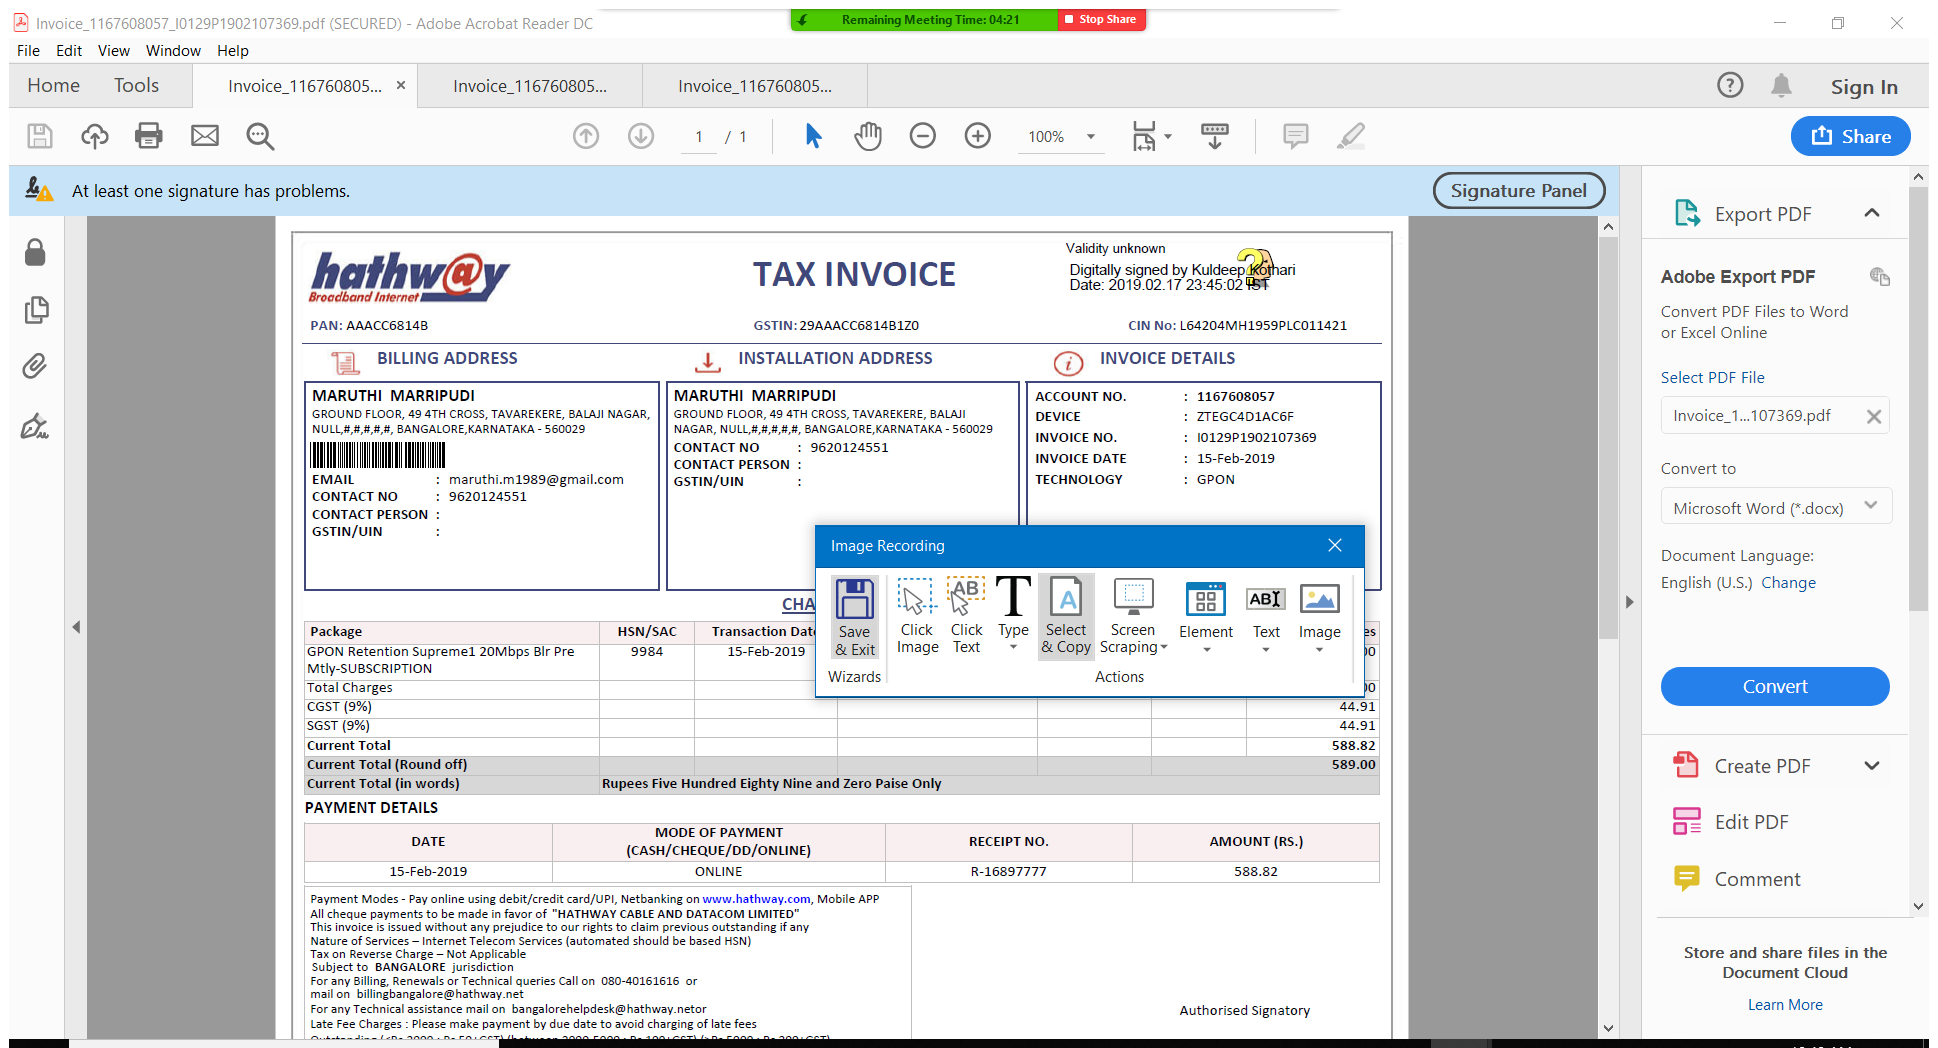 Invoice_1167608057_I0129P1902107369.pdf (SECURED) - Adobe Acrobat Reader DC
Remaining Meeting Time: 04:21
Stop Share
File Edit View Window Help
Home Tools Invoice_116760805... Invoice_116760805... Invoice_116760805... Sign In
1 / 1 100% Share
At least one signature has problems.
Signature Panel
hathw@y
Broadband Internet
TAX INVOICE
Validity unknown
Digitally signed by Kuldeep Kothari
Date: 2019.02.17 23:45:02 IST
PAN: AAACC6814B
GSTIN: 29AAACC6814B1Z0
CIN No: L64204MH1959PLC011421
BILLING ADDRESS
MARUTHI MARRIPUDI
GROUND FLOOR, 49 4TH CROSS, TAVAREKERE, BALAJI NAGAR,
NULL,#,#,#,#,#, BANGALORE,KARNATAKA - 560029
EMAIL : maruthi.m1989@gmail.com
CONTACT NO : 9620124551
CONTACT PERSON :
GSTIN/UIN :
INSTALLATION ADDRESS
MARUTHI MARRIPUDI
GROUND FLOOR, 49 4TH CROSS, TAVAREKERE, BALAJI
NAGAR, NULL,#,#,#,#,#, BANGALORE,KARNATAKA - 560029
CONTACT NO : 9620124551
CONTACT PERSON :
GSTIN/UIN :
INVOICE DETAILS
ACCOUNT NO. : 1167608057
DEVICE : ZTEGC4D1AC6F
INVOICE NO. : I0129P1902107369
INVOICE DATE : 15-Feb-2019
TECHNOLOGY : GPON
Image Recording
Save & Exit
Click Image
Click Text
Type
Select & Copy
Screen Scraping
Element
Text
Image
Wizards
Actions
CHA
Package HSN/SAC Transaction Date
GPON Retention Supreme1 20Mbps Blr Pre 9984 15-Feb-2019
Mtly-SUBSCRIPTION
Total Charges
CGST (9%) 44.91
SGST (9%) 44.91
Current Total 588.82
Current Total (Round off) 589.00
Current Total (in words) Rupees Five Hundred Eighty Nine and Zero Paise Only
PAYMENT DETAILS
DATE MODE OF PAYMENT (CASH/CHEQUE/DD/ONLINE) RECEIPT NO. AMOUNT (RS.)
15-Feb-2019 ONLINE R-16897777 588.82
Payment Modes - Pay online using debit/credit card/UPI, Netbanking on www.hathway.com, Mobile APP
All cheque payments to be made in favor of "HATHWAY CABLE AND DATACOM LIMITED"
This invoice is issued without any prejudice to our rights to claim previous outstanding if any
Nature of Services – Internet Telecom Services (automated should be based HSN)
Tax on Reverse Charge – Not Applicable
Subject to BANGALORE jurisdiction
For any Billing, Renewals or Technical queries Call on 080-40161616 or
mail on billingbangalore@hathway.net
For any Technical assistance mail on bangalorehelpdesk@hathway.netor
Late Fee Charges : Please make payment by due date to avoid charging of late fees
Authorised Signatory
Export PDF
Adobe Export PDF
Convert PDF Files to Word
or Excel Online
Select PDF File
Invoice_1...107369.pdf
Convert to
Microsoft Word (*.docx)
Document Language:
English (U.S.) Change
Convert
Create PDF
Edit PDF
Comment
Store and share files in the
Document Cloud
Learn More